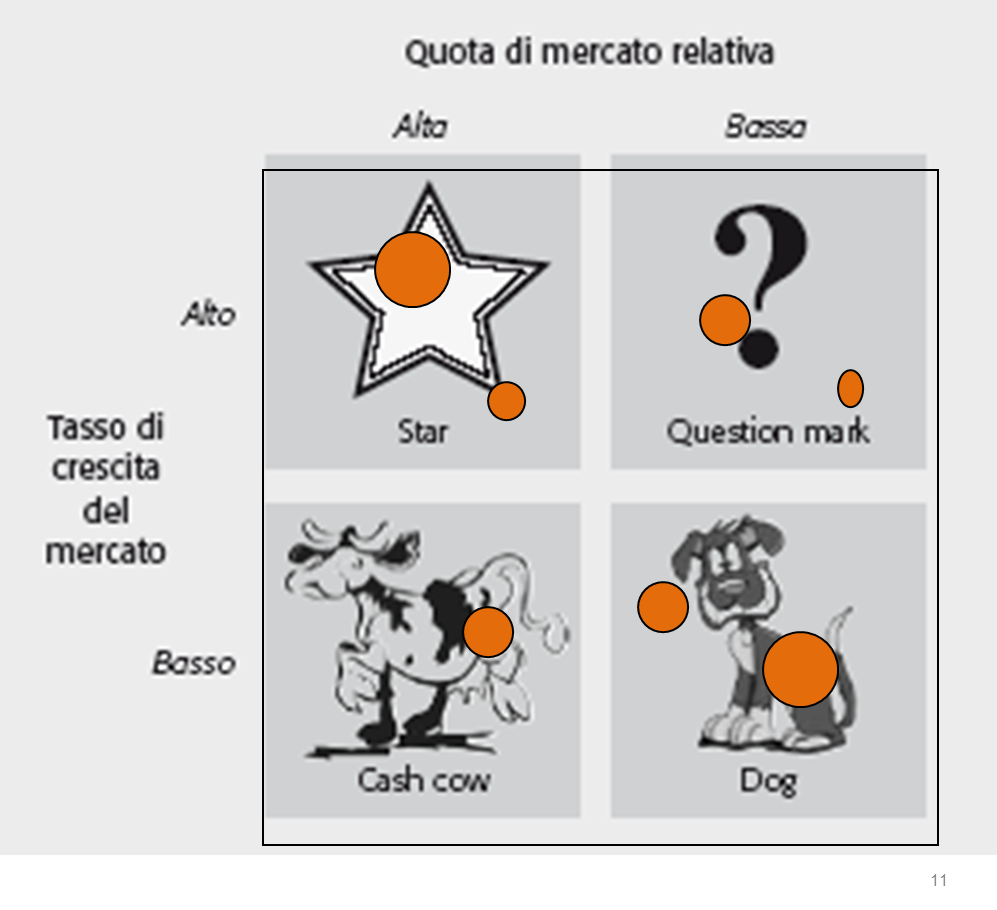 Quota di mercato relativa
Alta
Bassa
Alto
Star
Question mark
Tasso di
crescita
del
mercato
Basso
Cash cow
Dog
11